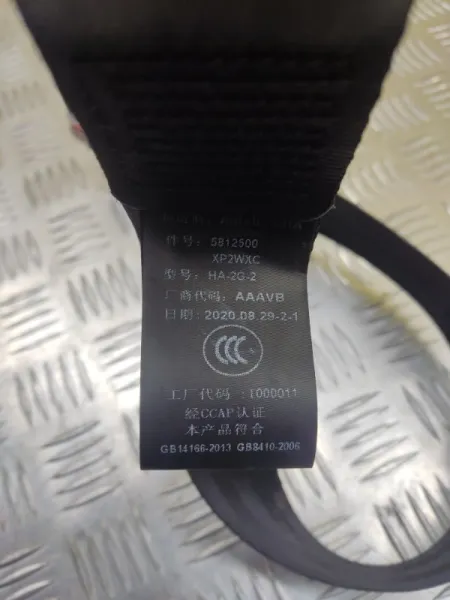 件号: 5812500
XP2WXC
型号: HA-2G-2
厂商代码: AAAVB
日期: 2020.08.29-2-1
CCC
工厂代码 :T000011
经CCAP认证
本产品符合
GB14166-2013 GB8410-2006